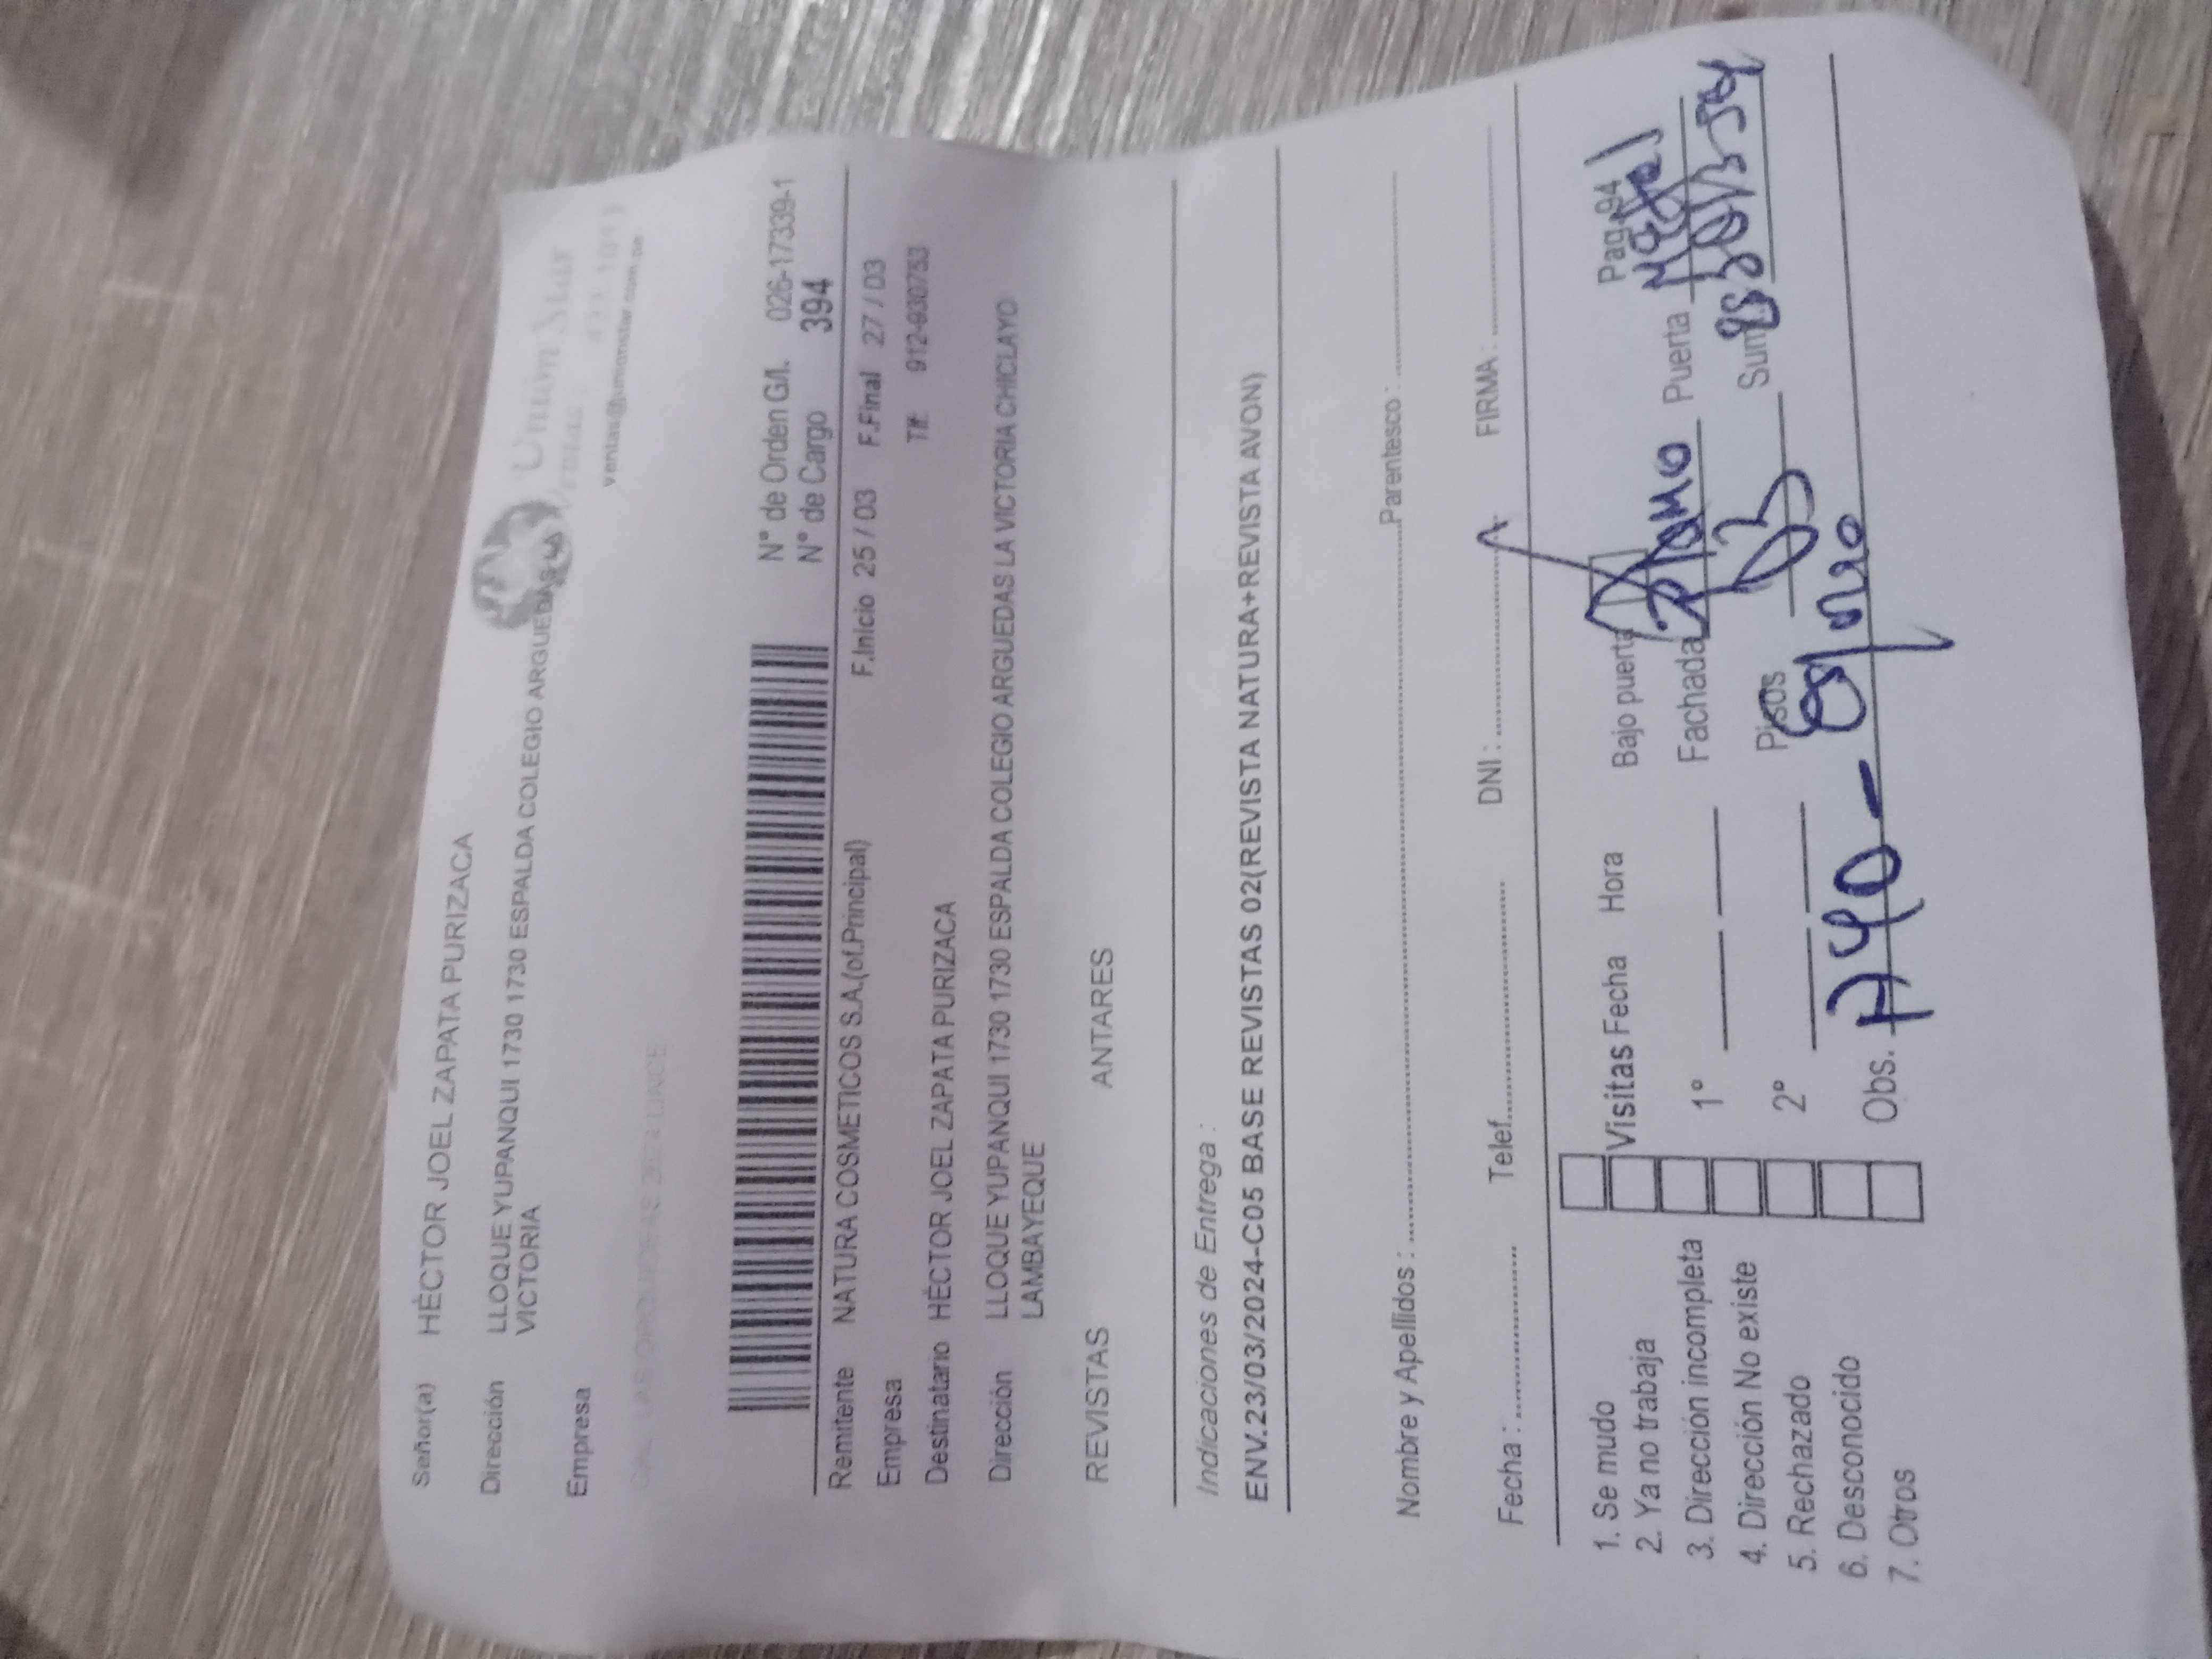 Señor(a) HÉCTOR JOEL ZAPATA PURIZACA
Dirección LLOQUE YUPANQUI 1730 1730 ESPALDA COLEGIO ARGUEDAS LA
VICTORIA
Empresa
Unión Star
ventas@unionstar.com.pe
N° de Orden G/I. 026-17339-1
N° de Cargo 394
Remitente NATURA COSMETICOS S.A.(of.Principal) F.Inicio 25 / 03 F.Final 27 / 03
Empresa Tlf: 912-930753
Destinatario HÉCTOR JOEL ZAPATA PURIZACA
Dirección LLOQUE YUPANQUI 1730 1730 ESPALDA COLEGIO ARGUEDAS LA VICTORIA CHICLAYO
LAMBAYEQUE
REVISTAS ANTARES
Indicaciones de Entrega :
ENV.23/03/2024-C05 BASE REVISTAS 02(REVISTA NATURA+REVISTA AVON)
Nombre y Apellidos : Parentesco :
Fecha : Telef. DNI : FIRMA :
Pag.94
1. Se mudo Visitas Fecha Hora Bajo puerta
2. Ya no trabaja
3. Dirección incompleta 1° Fachada Puerta Metal
4. Dirección No existe
5. Rechazado 2° Pisos 03 Sum
6. Desconocido
7. Otros Obs.